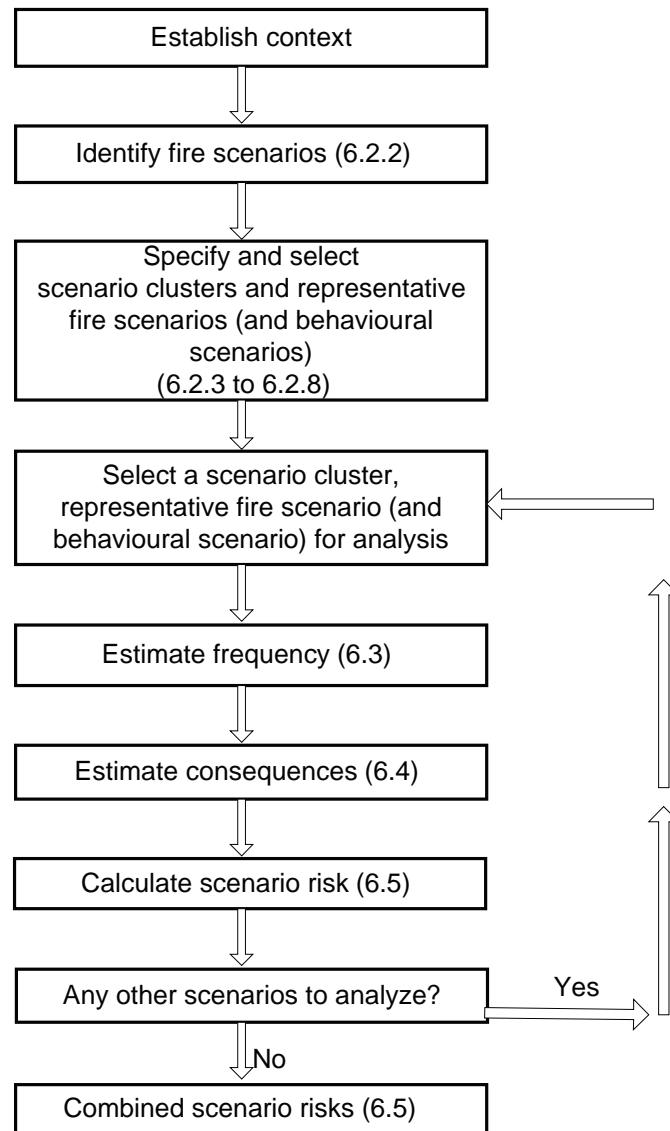 Establish context
Identify fire scenarios (6.2.2)
Specify and select
scenario clusters and representative
fire scenarios (and behavioural
scenarios)
(6.2.3 to 6.2.8)
Select a scenario cluster,
representative fire scenario (and
behavioural scenario) for analysis
Estimate frequency (6.3)
Estimate consequences (6.4)
Calculate scenario risk (6.5)
Any other scenarios to analyze?
Yes
No
Combined scenario risks (6.5)